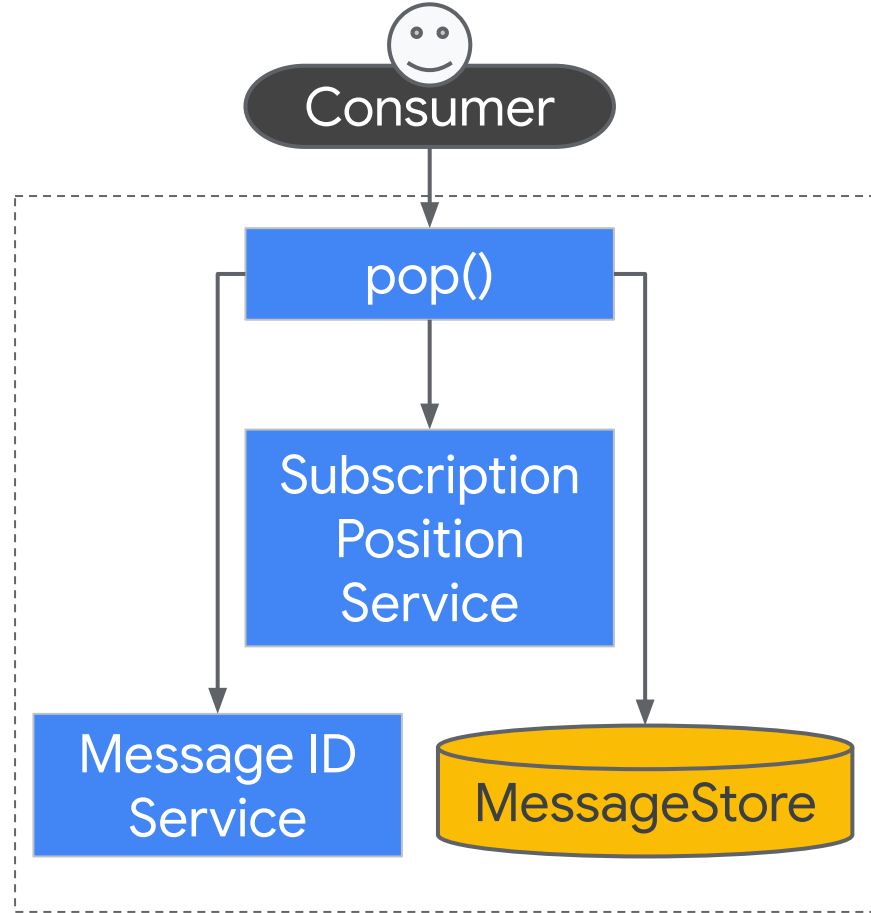 Consumer
pop()
Subscription
Position
Service
Message ID
Service
MessageStore